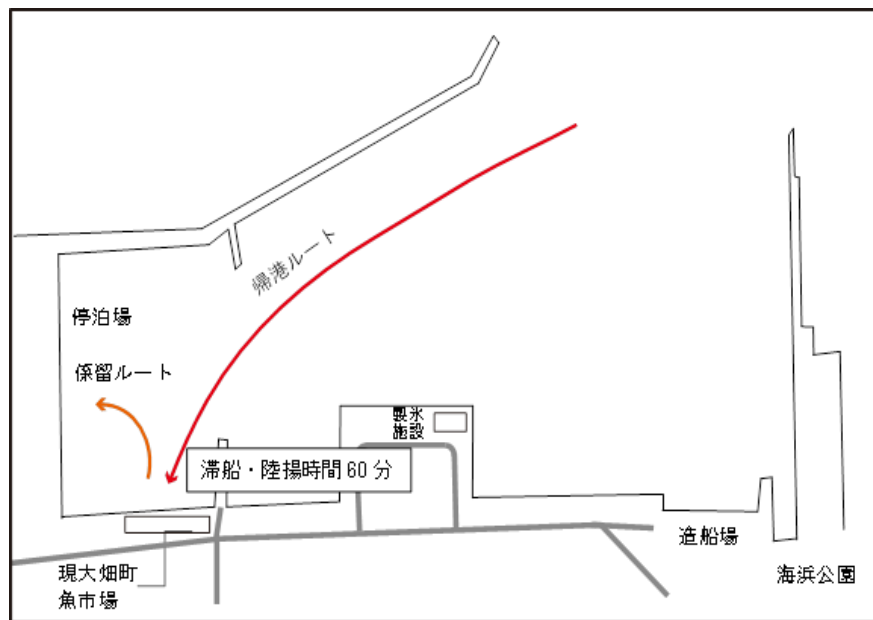 帰港ルート
停泊場
係留ルート
製氷
施設
滞船・陸揚時間 60 分
造船場
現大畑町
魚市場
海浜公園